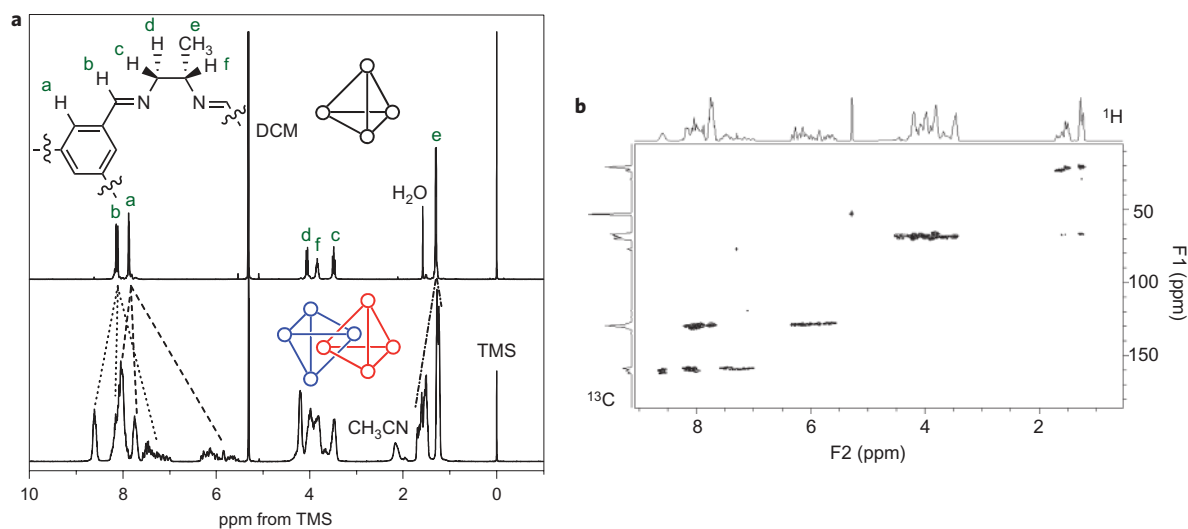 a
d
e
H
CH₃
c
b
H
H
f
H
a
H
N
N
DCM
e
H₂O
b
a
d
f
c
TMS
CH₃CN
10
8
6
4
2
0
ppm from TMS
b
¹H
50
100
150
F1 (ppm)
¹³C
8
6
4
2
F2 (ppm)